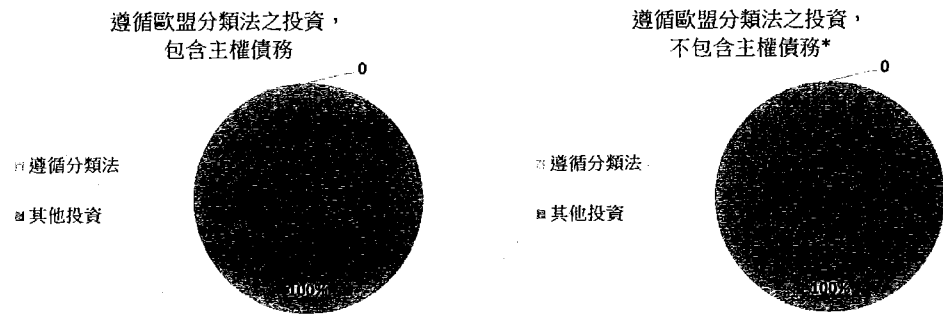 遵循歐盟分類法之投資，
包含主權債務
0
遵循分類法
其他投資
100%
遵循歐盟分類法之投資，
不包含主權債務*
0
遵循分類法
其他投資
100%